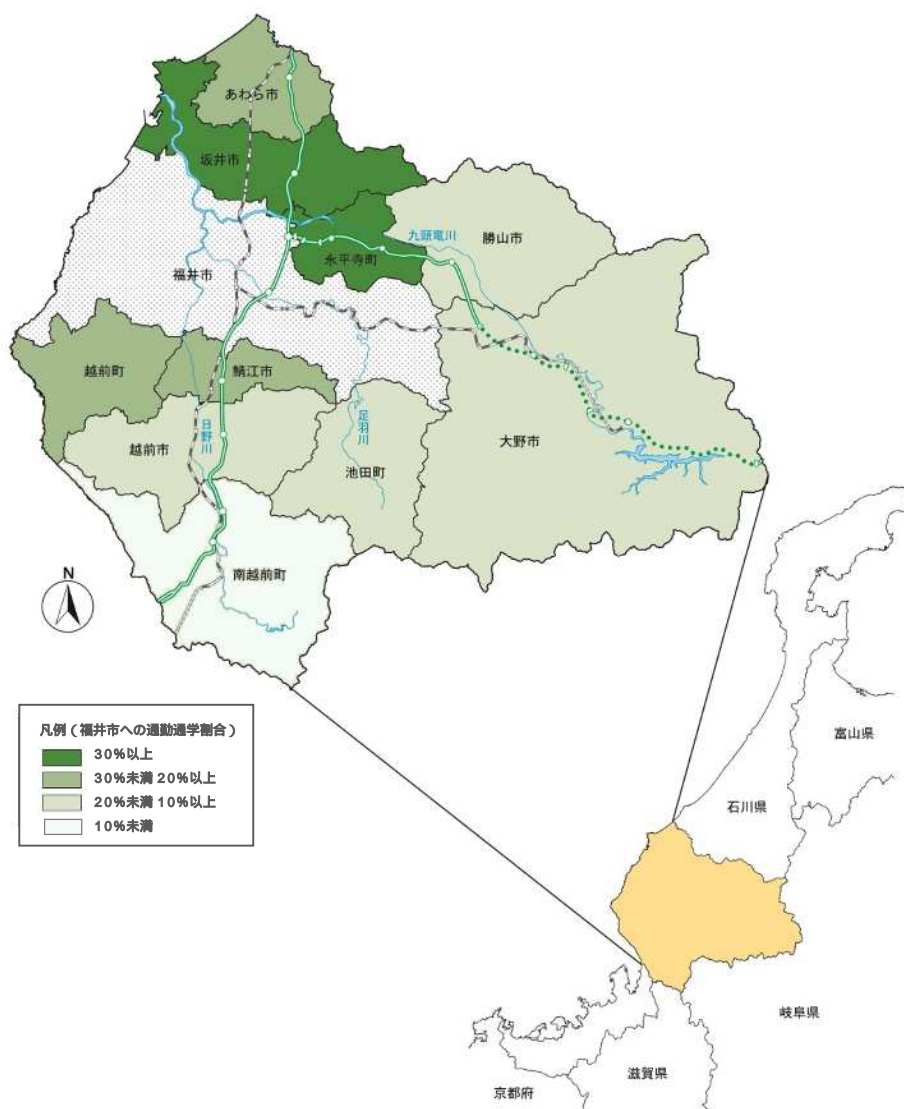 あわら市
坂井市
九頭竜川
勝山市
永平寺町
福井市
越前町
鯖江市
日野川
足羽川
越前市
池田町
大野市
N
南越前町
凡例（福井市への通勤通学割合）
30%以上
30%未満 20%以上
20%未満 10%以上
10%未満
富山県
石川県
岐阜県
滋賀県
京都府